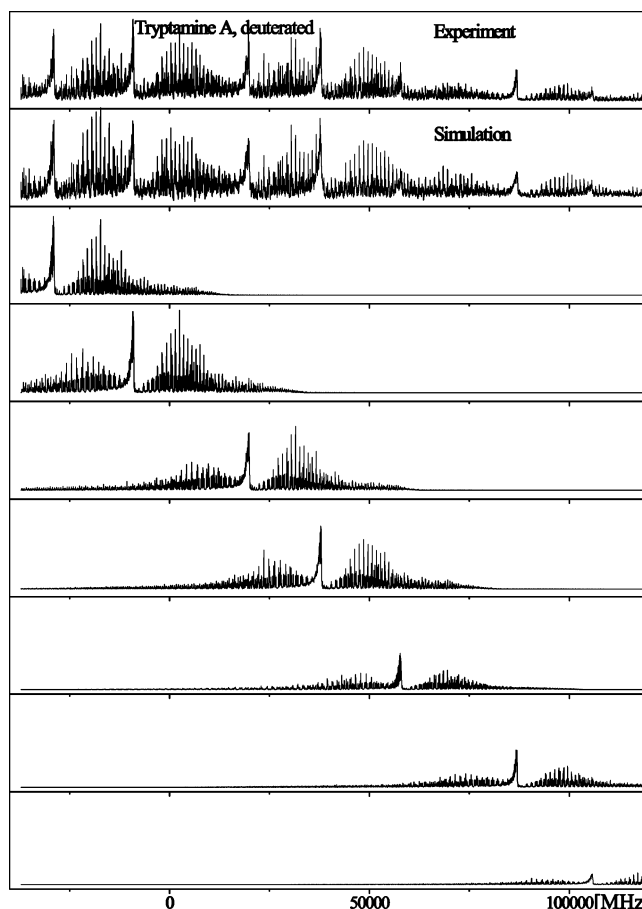 Tryptamine A, deuterated
Experiment
Simulation
0
50000
100000[MHz